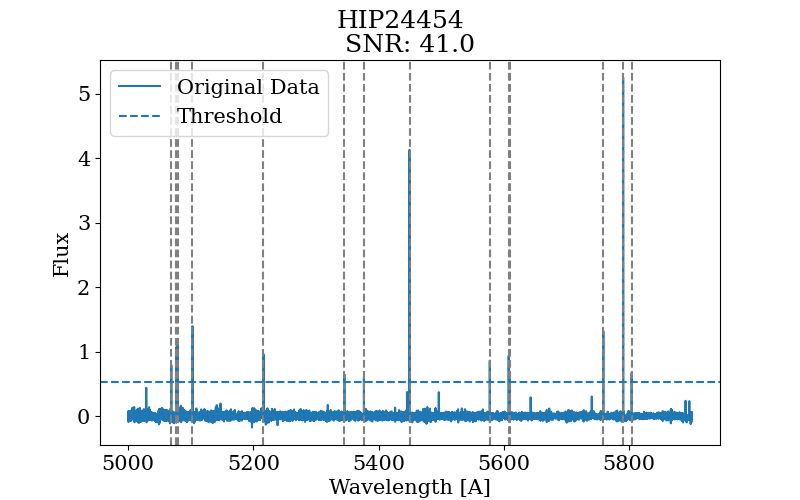 HIP24454
SNR: 41.0
Original Data
Threshold
Flux
5
4
3
2
1
0
5000 5200 5400 5600 5800
Wavelength [A]